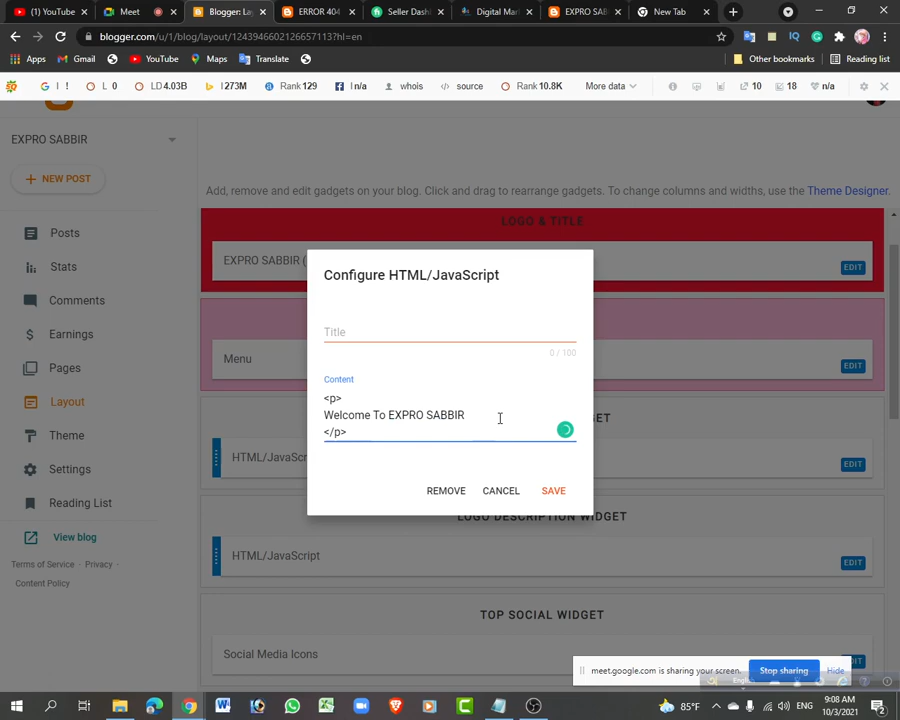 (1) YouTube
Meet
Blogger: Lay
ERROR 404
Seller Dash
Digital Mar
EXPRO SAB
New Tab
blogger.com/u/1/blog/layout/1243946602126657113?hl=en
Apps
Gmail
YouTube
Maps
Translate
Other bookmarks
Reading list
I !
L 0
LD 4.03B
I 273M
Rank 129
I n/a
whois
source
Rank 10.8K
More data
10
18
n/a
EXPRO SABBIR
NEW POST
Posts
Stats
Comments
Earnings
Pages
Layout
Theme
Settings
Reading List
View blog
Terms of Service · Privacy ·
Content Policy
Add, remove and edit gadgets on your blog. Click and drag to rearrange gadgets. To change columns and widths, use the Theme Designer.
LOGO & TITLE
EXPRO SABBIR (
EDIT
Menu
EDIT
GET
HTML/JavaScr
EDIT
LOGO DESCRIPTION WIDGET
HTML/JavaScript
EDIT
TOP SOCIAL WIDGET
Social Media Icons
Configure HTML/JavaScript
Title
0 / 100
Content
<p>
Welcome To EXPRO SABBIR
</p>
REMOVE
CANCEL
SAVE
meet.google.com is sharing your screen.
Stop sharing
Hide
85°F
ENG
9:08 AM
10/3/2021